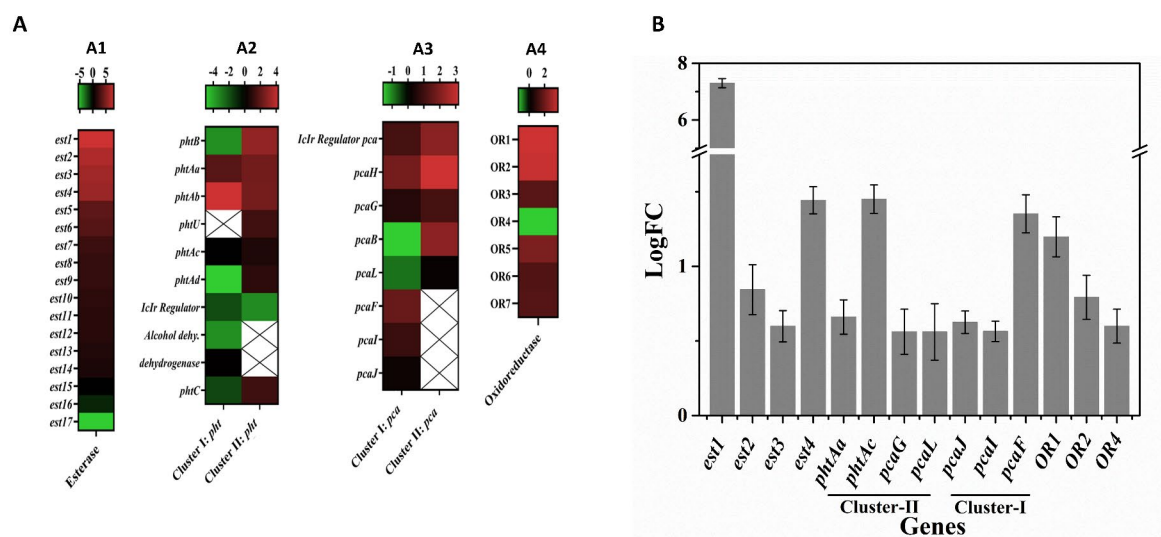 A
B
A1
A2
A3
A4
-5 0 5
-4 -2 0 2 4
-1 0 1 2 3
0 2
est1
est2
est3
est4
est5
est6
est7
est8
est9
est10
est11
est12
est13
est14
est15
est16
est17
Esterase
phtB
phtAa
phtAb
phtU
phtAc
phtAd
IcIr Regulator
Alcohol dehy.
dehydrogenase
phtC
Cluster I: pht
Cluster II: pht
IcIr Regulator pca
pcaH
pcaG
pcaB
pcaL
pcaF
pcaI
pcaJ
Cluster I: pca
Cluster II: pca
OR1
OR2
OR3
OR4
OR5
OR6
OR7
Oxidoreductase
LogFC
8
6
1
0
est1 est2 est3 est4 phtAa phtAc pcaG pcaL pcaJ pcaI pcaF OR1 OR2 OR4
Cluster-II Cluster-I
Genes